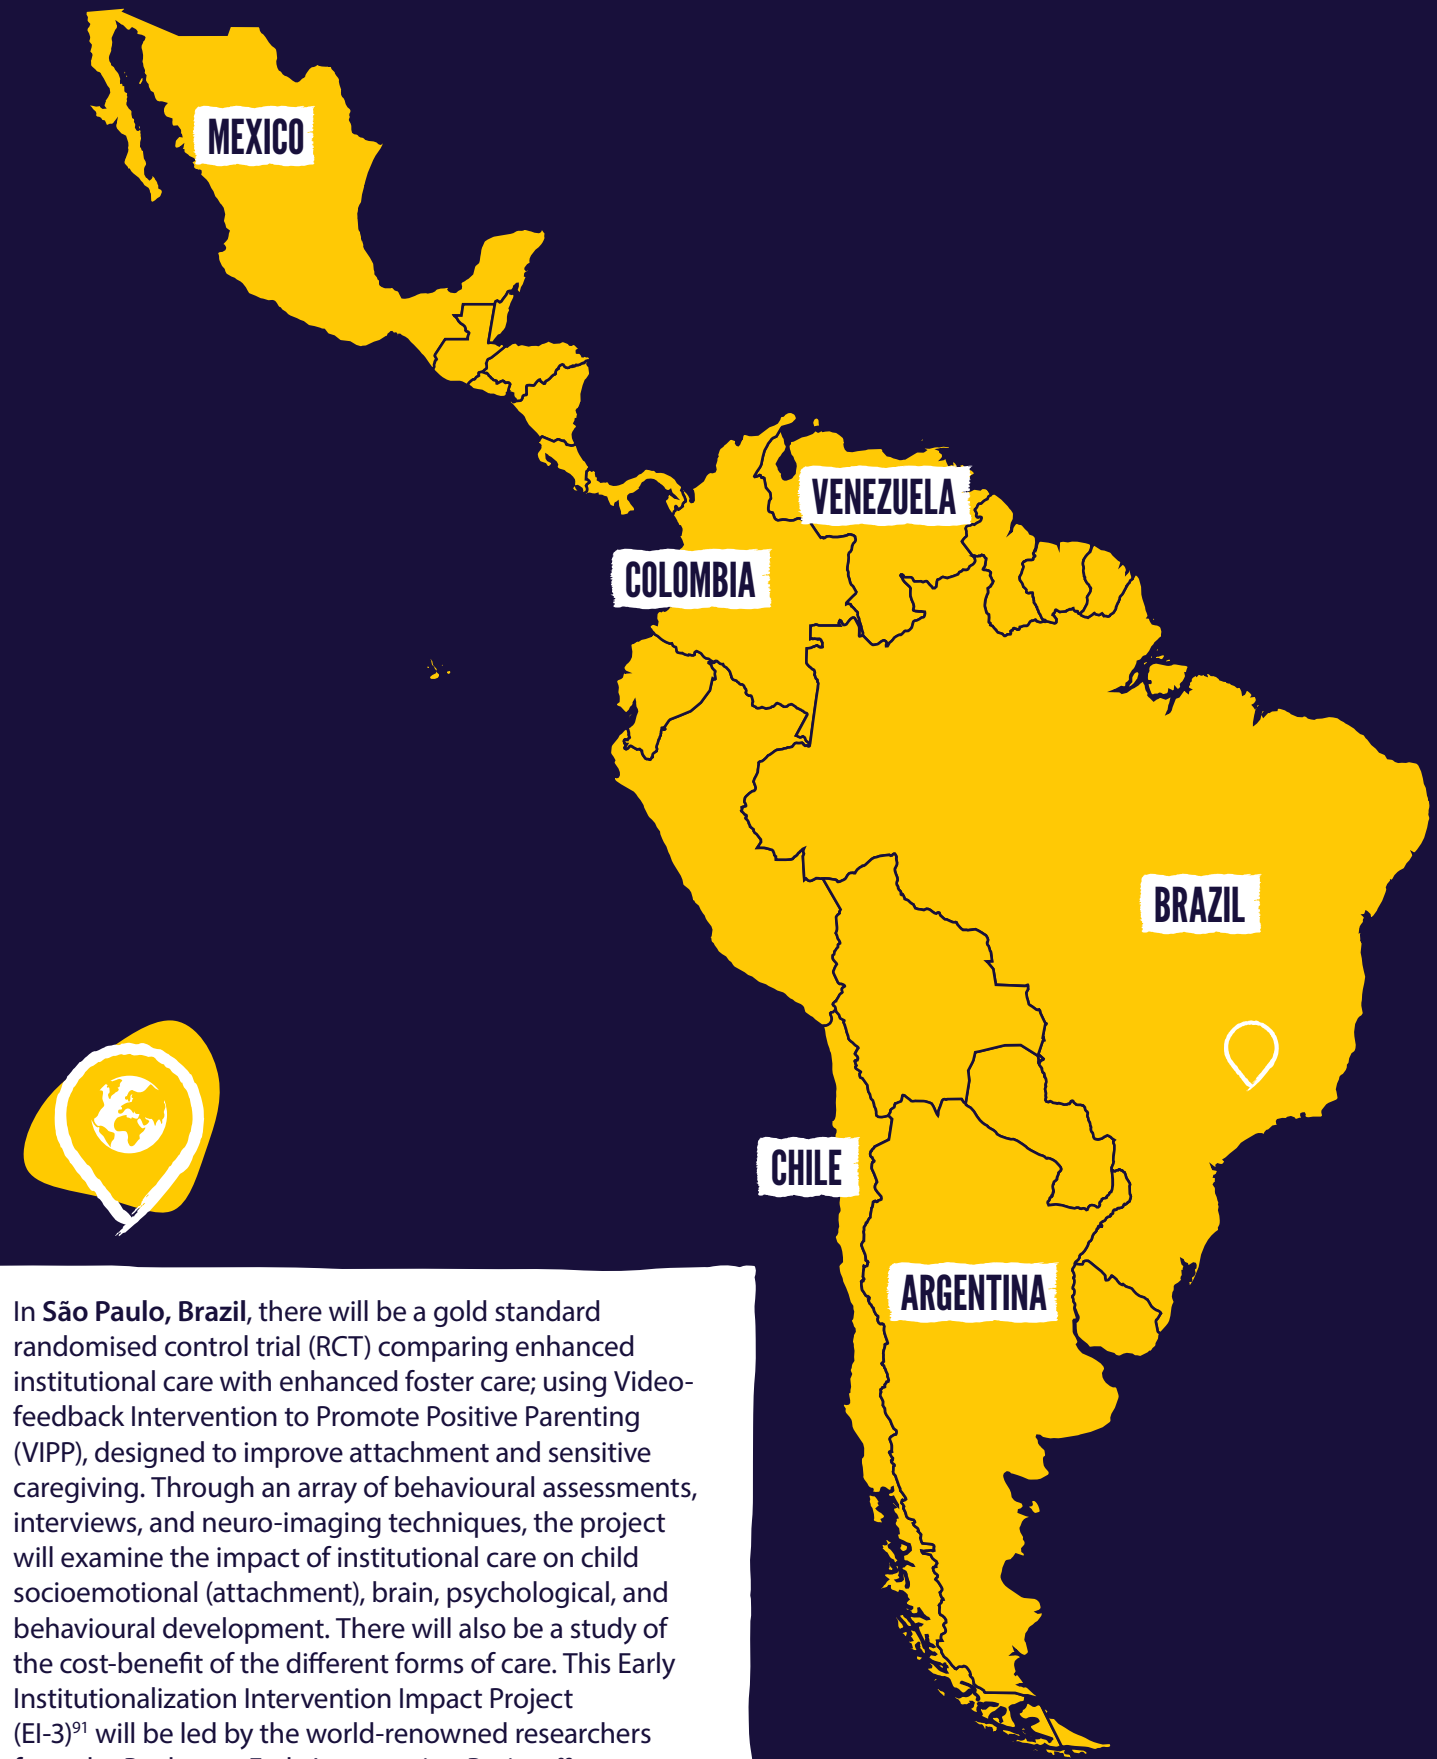 MEXICO
VENEZUELA
COLOMBIA
BRAZIL
CHILE
ARGENTINA
In São Paulo, Brazil, there will be a gold standard
randomised control trial (RCT) comparing enhanced
institutional care with enhanced foster care; using Video-
feedback Intervention to Promote Positive Parenting
(VIPP), designed to improve attachment and sensitive
caregiving. Through an array of behavioural assessments,
interviews, and neuro-imaging techniques, the project
will examine the impact of institutional care on child
socioemotional (attachment), brain, psychological, and
behavioural development. There will also be a study of
the cost-benefit of the different forms of care. This Early
Institutionalization Intervention Impact Project
(EI-3)⁹¹ will be led by the world-renowned researchers